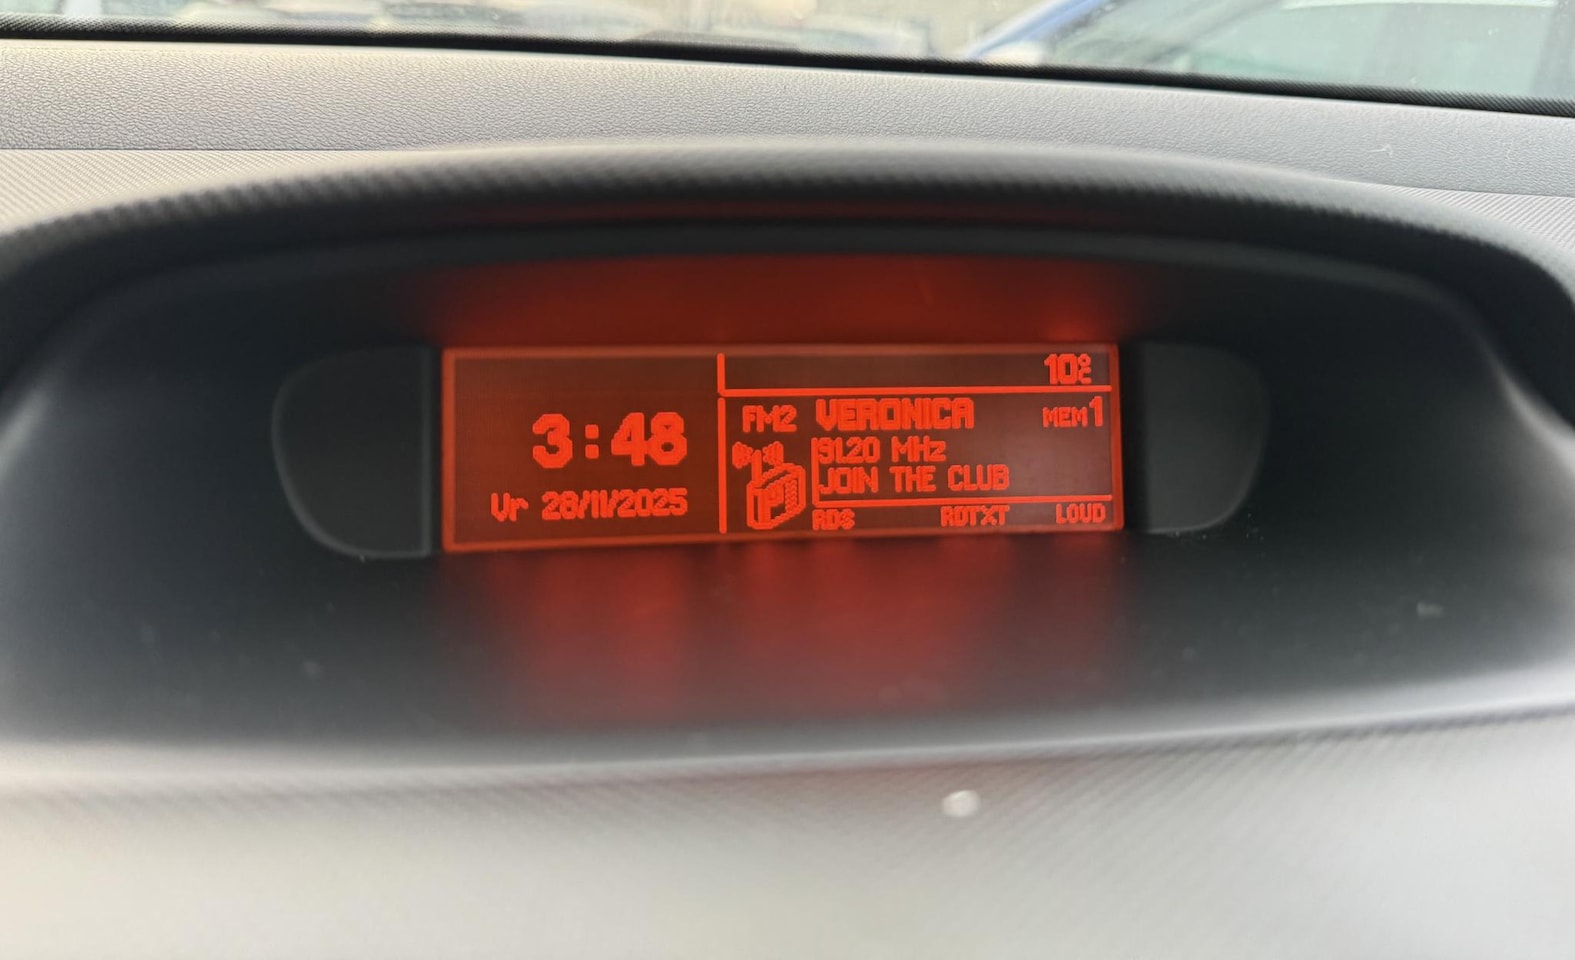 3:48
Vr 28/11/2025
10°C
FM2 VERONICA MEM1
91.20 MHz
JOIN THE CLUB
RDS RDTXT LOUD